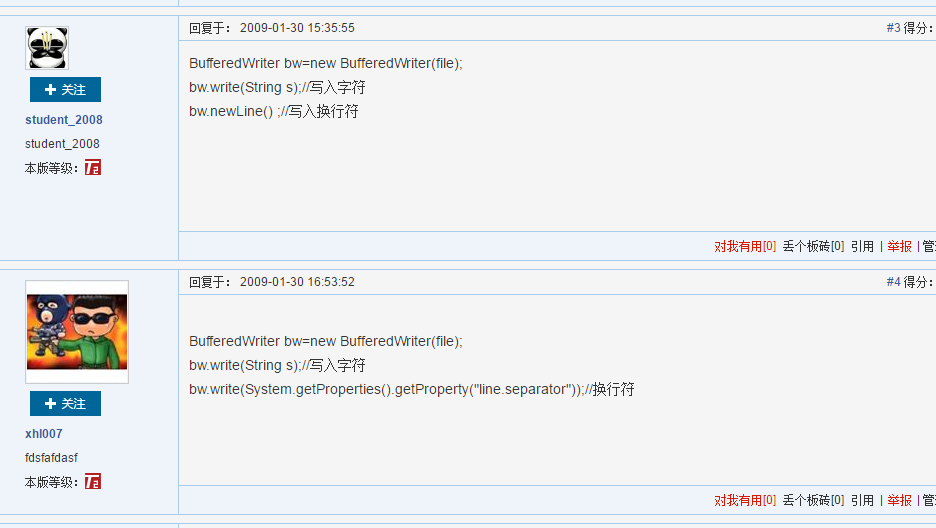 回复于： 2009-01-30 15:35:55
#3 得分：
关注
student_2008
student_2008
本版等级：T2
BufferedWriter bw=new BufferedWriter(file);
bw.write(String s);//写入字符
bw.newLine() ;//写入换行符
对我有用[0] 丢个板砖[0] 引用 | 举报 | 管
回复于： 2009-01-30 16:53:52
#4 得分：
关注
xhl007
fdsfafdasf
本版等级：T2
BufferedWriter bw=new BufferedWriter(file);
bw.write(String s);//写入字符
bw.write(System.getProperties().getProperty("line.separator"));//换行符
对我有用[0] 丢个板砖[0] 引用 | 举报 | 管